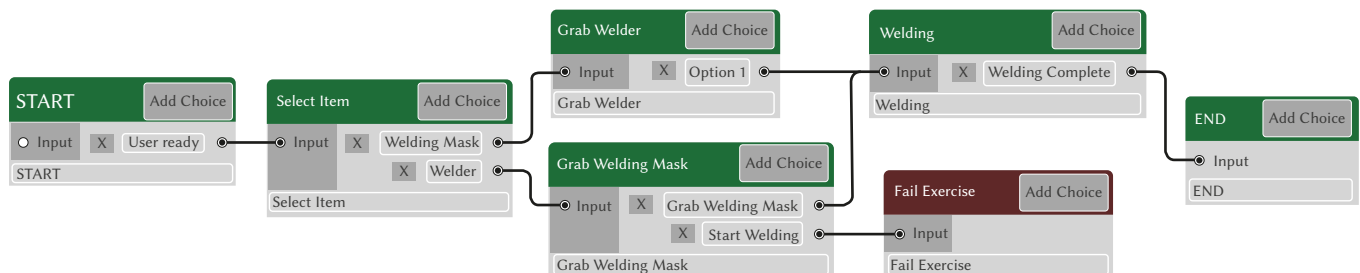 START
Add Choice
Input
X
User ready
START
Select Item
Add Choice
Input
X
Welding Mask
X
Welder
Select Item
Grab Welder
Add Choice
Input
X
Option 1
Grab Welder
Grab Welding Mask
Add Choice
Input
X
Grab Welding Mask
X
Start Welding
Grab Welding Mask
Welding
Add Choice
Input
X
Welding Complete
Welding
Fail Exercise
Add Choice
Input
Fail Exercise
END
Add Choice
Input
END